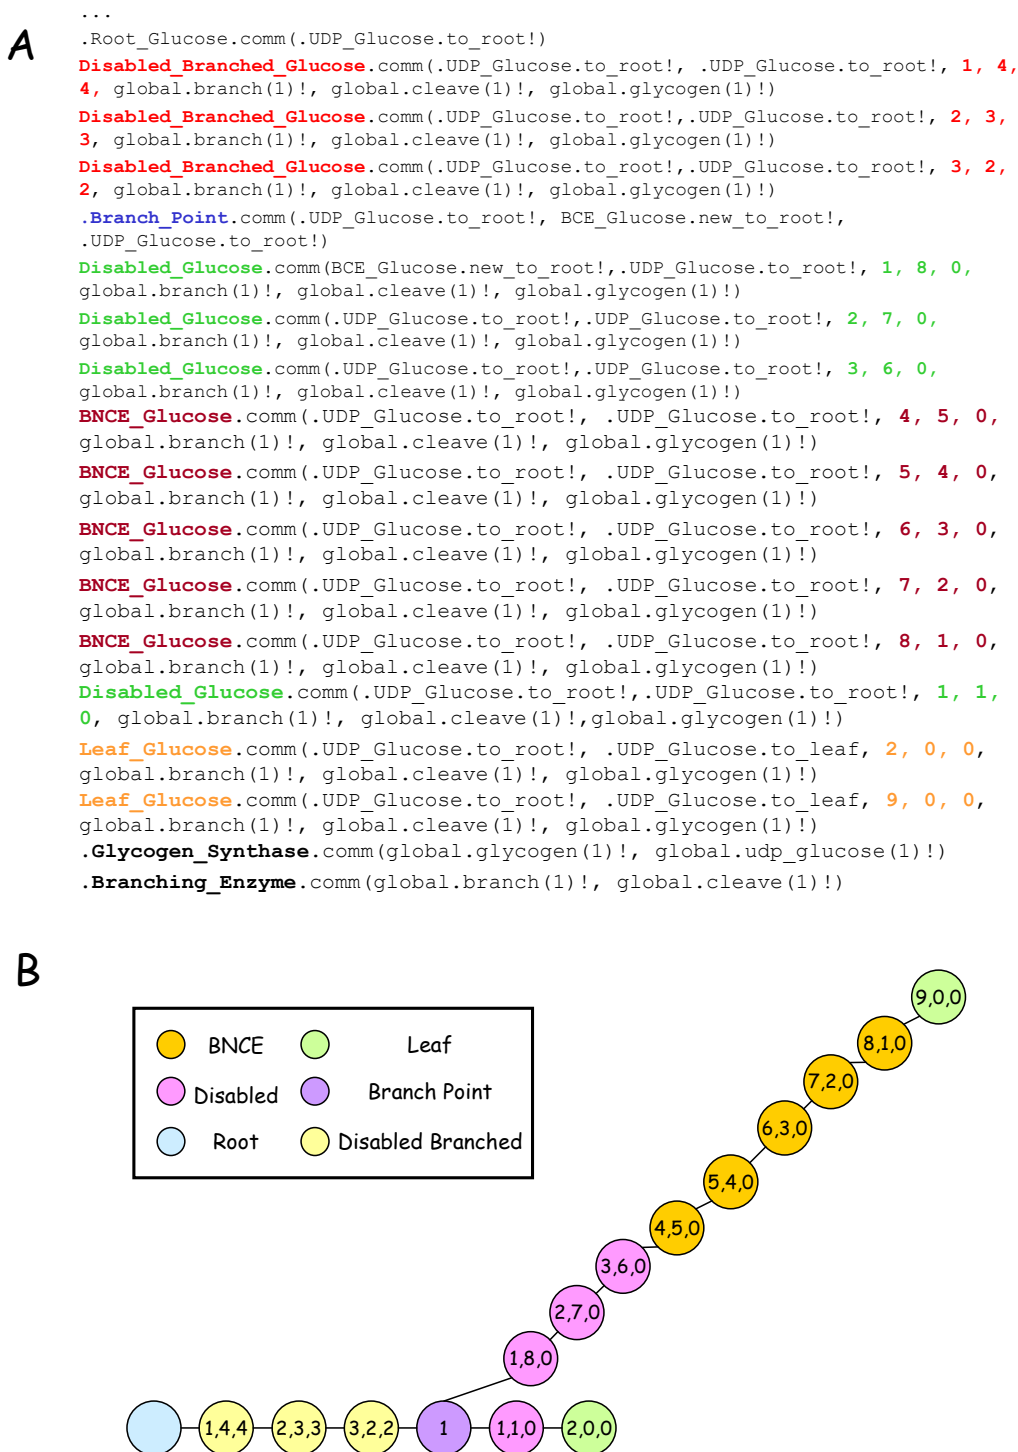 ...
A
.Root_Glucose.comm(.UDP_Glucose.to_root!)
Disabled_Branched_Glucose.comm(.UDP_Glucose.to_root!, .UDP_Glucose.to_root!, 1, 4,
4, global.branch(1)!, global.cleave(1)!, global.glycogen(1)!)
Disabled_Branched_Glucose.comm(.UDP_Glucose.to_root!,.UDP_Glucose.to_root!, 2, 3,
3, global.branch(1)!, global.cleave(1)!, global.glycogen(1)!)
Disabled_Branched_Glucose.comm(.UDP_Glucose.to_root!,.UDP_Glucose.to_root!, 3, 2,
2, global.branch(1)!, global.cleave(1)!, global.glycogen(1)!)
.Branch_Point.comm(.UDP_Glucose.to_root!, BCE_Glucose.new_to_root!,
.UDP_Glucose.to_root!)
Disabled_Glucose.comm(BCE_Glucose.new_to_root!,.UDP_Glucose.to_root!, 1, 8, 0,
global.branch(1)!, global.cleave(1)!, global.glycogen(1)!)
Disabled_Glucose.comm(.UDP_Glucose.to_root!,.UDP_Glucose.to_root!, 2, 7, 0,
global.branch(1)!, global.cleave(1)!, global.glycogen(1)!)
Disabled_Glucose.comm(.UDP_Glucose.to_root!,.UDP_Glucose.to_root!, 3, 6, 0,
global.branch(1)!, global.cleave(1)!, global.glycogen(1)!)
BNCE_Glucose.comm(.UDP_Glucose.to_root!, .UDP_Glucose.to_root!, 4, 5, 0,
global.branch(1)!, global.cleave(1)!, global.glycogen(1)!)
BNCE_Glucose.comm(.UDP_Glucose.to_root!, .UDP_Glucose.to_root!, 5, 4, 0,
global.branch(1)!, global.cleave(1)!, global.glycogen(1)!)
BNCE_Glucose.comm(.UDP_Glucose.to_root!, .UDP_Glucose.to_root!, 6, 3, 0,
global.branch(1)!, global.cleave(1)!, global.glycogen(1)!)
BNCE_Glucose.comm(.UDP_Glucose.to_root!, .UDP_Glucose.to_root!, 7, 2, 0,
global.branch(1)!, global.cleave(1)!, global.glycogen(1)!)
BNCE_Glucose.comm(.UDP_Glucose.to_root!, .UDP_Glucose.to_root!, 8, 1, 0,
global.branch(1)!, global.cleave(1)!, global.glycogen(1)!)
Disabled_Glucose.comm(.UDP_Glucose.to_root!,.UDP_Glucose.to_root!, 1, 1,
0, global.branch(1)!, global.cleave(1)!,global.glycogen(1)!)
Leaf_Glucose.comm(.UDP_Glucose.to_root!, .UDP_Glucose.to_leaf, 2, 0, 0,
global.branch(1)!, global.cleave(1)!, global.glycogen(1)!)
Leaf_Glucose.comm(.UDP_Glucose.to_root!, .UDP_Glucose.to_leaf, 9, 0, 0,
global.branch(1)!, global.cleave(1)!, global.glycogen(1)!)
.Glycogen_Synthase.comm(global.glycogen(1)!, global.udp_glucose(1)!)
.Branching_Enzyme.comm(global.branch(1)!, global.cleave(1)!)
B
BNCE Leaf
Disabled Branch Point
Root Disabled Branched
9,0,0
8,1,0
7,2,0
6,3,0
5,4,0
4,5,0
3,6,0
2,7,0
1,8,0
1,4,4 2,3,3 3,2,2 1 1,1,0 2,0,0